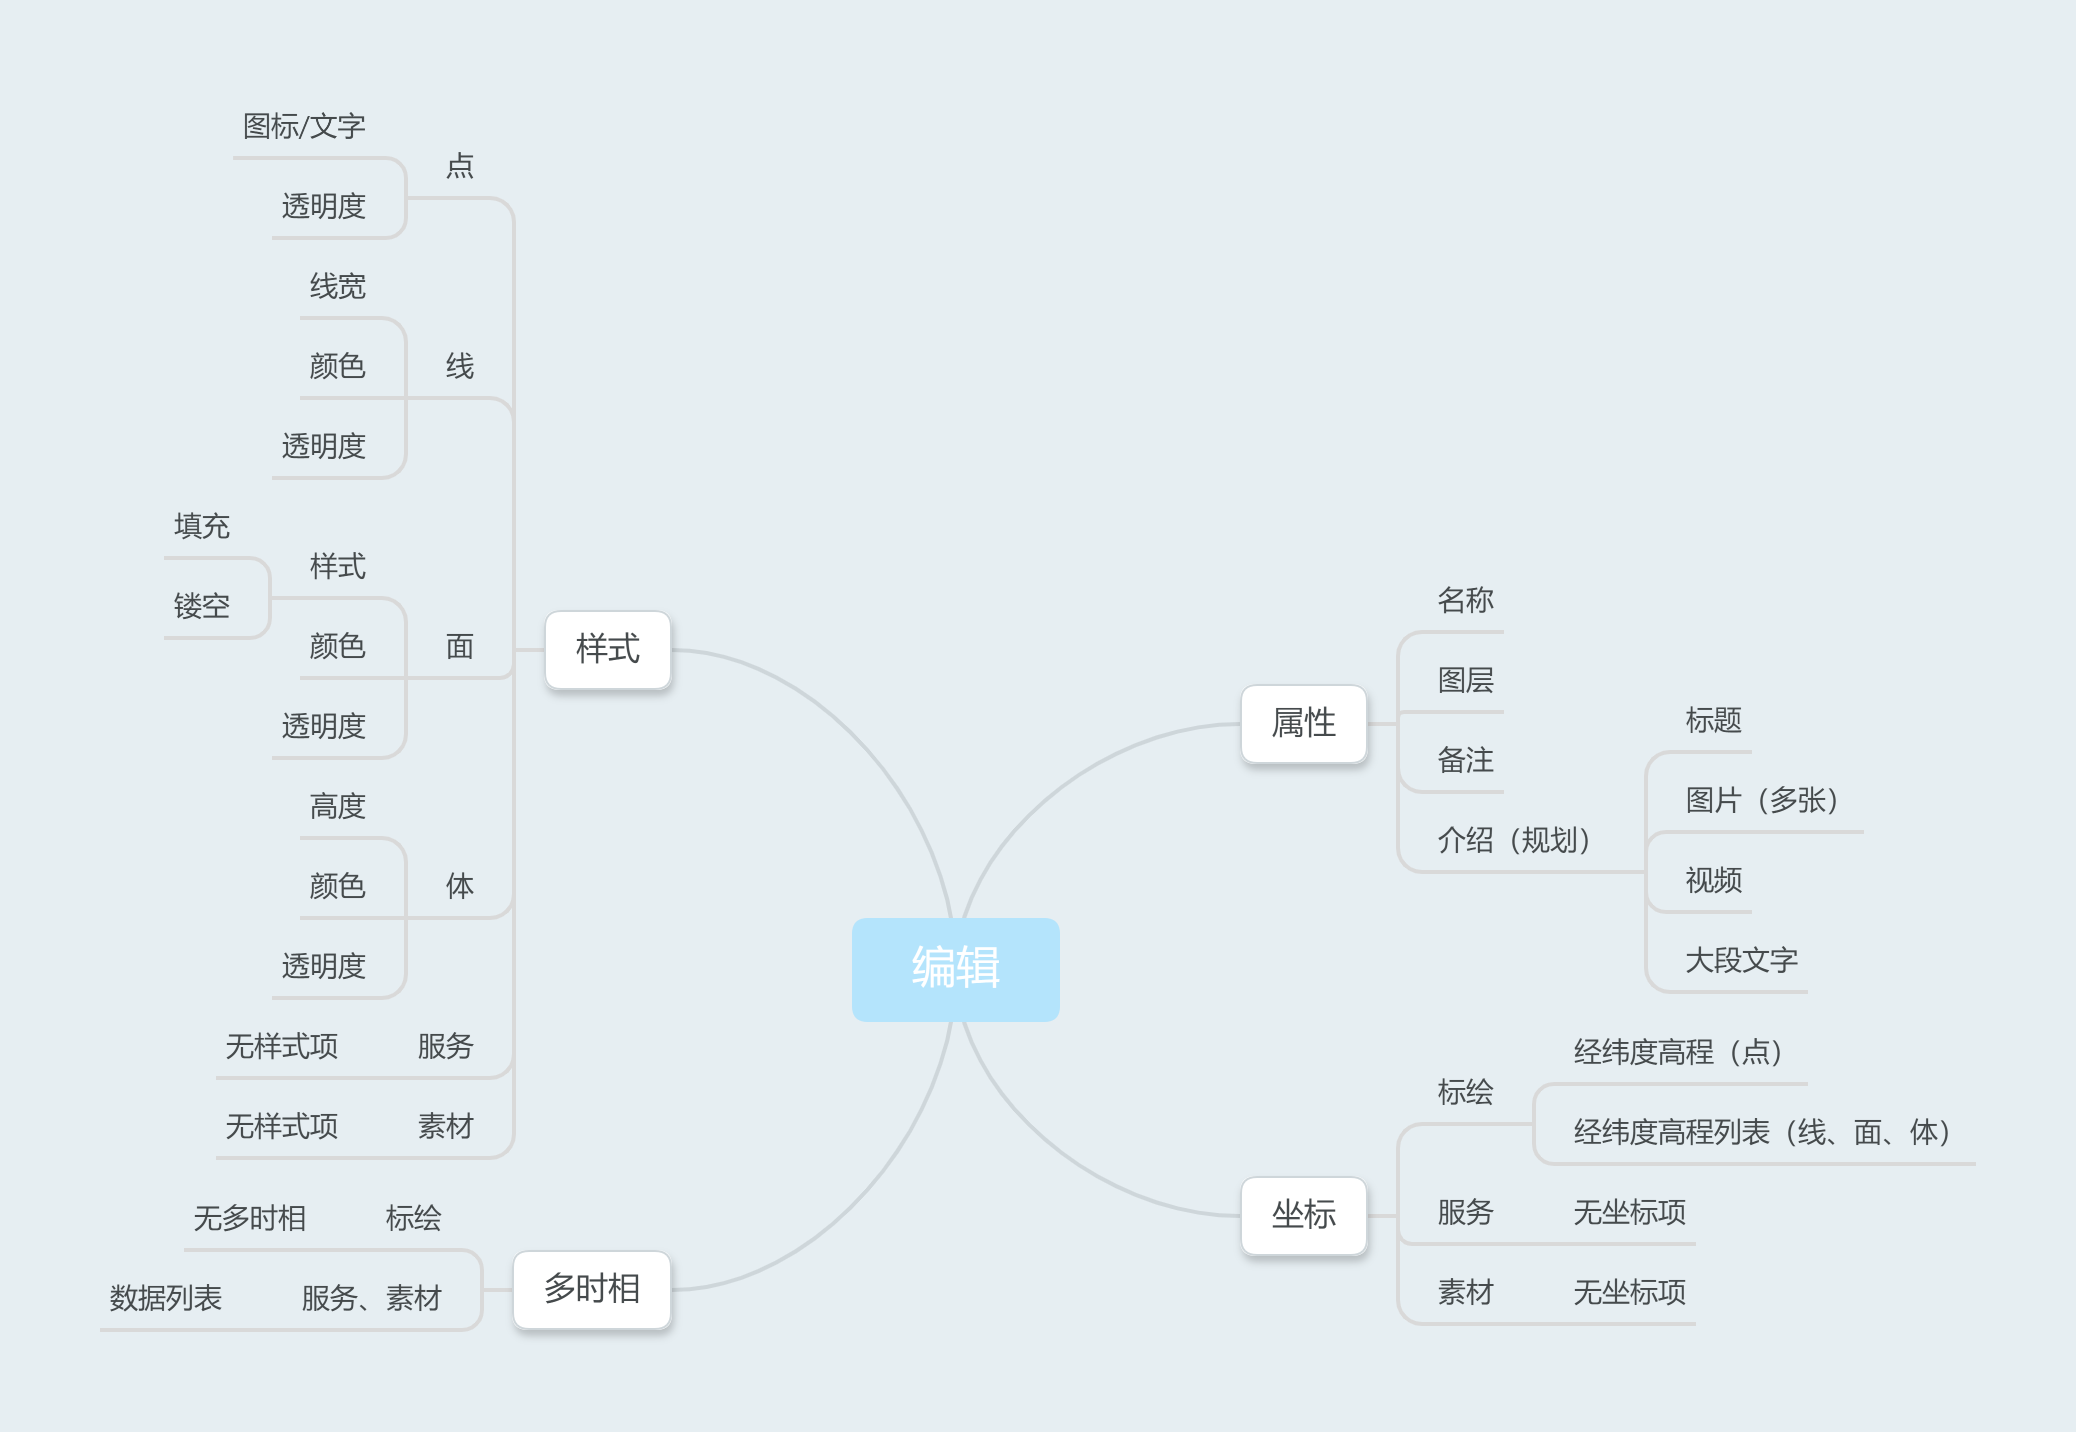 编辑
样式
点
图标/文字
透明度
线
线宽
颜色
透明度
面
样式
填充
镂空
颜色
透明度
体
高度
颜色
透明度
服务
无样式项
素材
无样式项
多时相
标绘
无多时相
服务、素材
数据列表
属性
名称
图层
备注
介绍（规划）
标题
图片（多张）
视频
大段文字
坐标
标绘
经纬度高程（点）
经纬度高程列表（线、面、体）
服务
无坐标项
素材
无坐标项